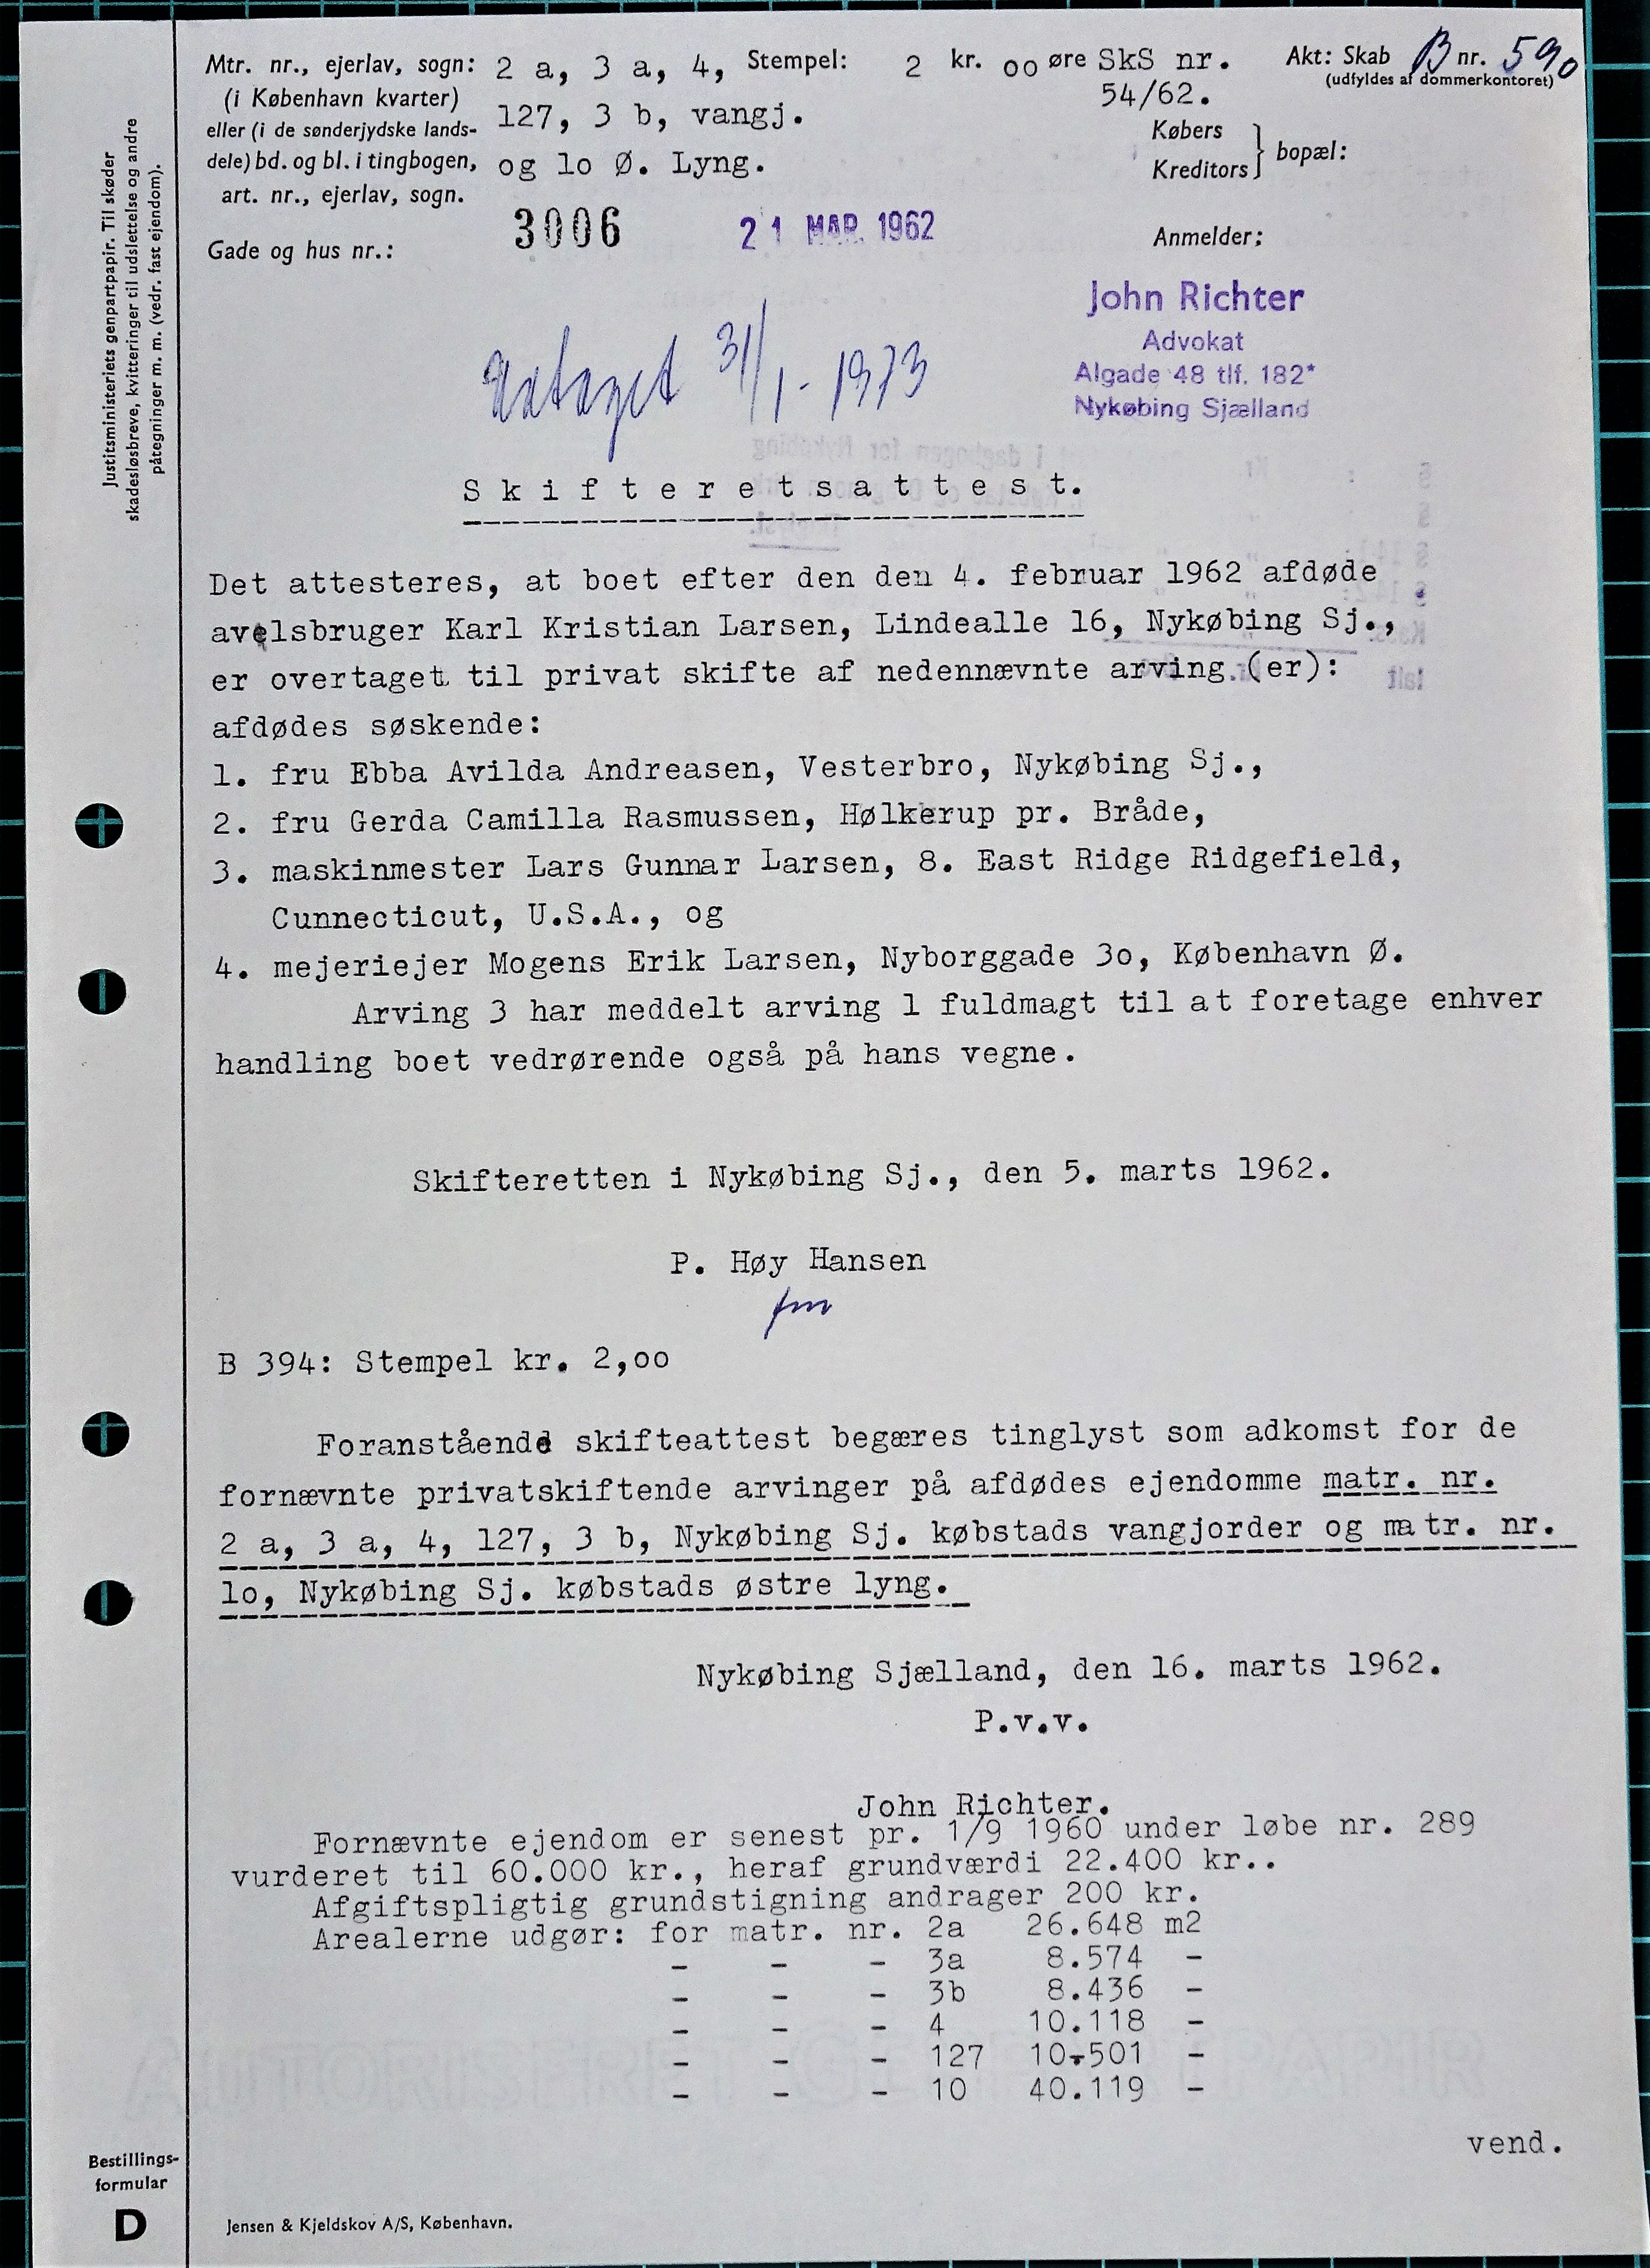 Mtr. nr., ejerlav, sogn: 2 a, 3 a, 4, Stempel: 2 kr. oo øre SkS nr. Akt: Skab B nr. 590
(i København kvarter) 54/62. (udfyldes af dommerkontoret)
eller (i de sønderjydske lands- 127, 3 b, vangj. Købers
dele) bd. og bl. i tingbogen, og lo Ø. Lyng. Kreditors } bopæl:
art. nr., ejerlav, sogn.
Gade og hus nr.: 3006 21 MAR. 1962 Anmelder:
John Richter
Advokat
Algade 48 tlf. 182*
Nykøbing Sjælland
31/1-1973
Skifteretsattest.
Det attesteres, at boet efter den den 4. februar 1962 afdøde
avelsbruger Karl Kristian Larsen, Lindealle 16, Nykøbing Sj.,
er overtaget til privat skifte af nedennævnte arving.(er):
afdødes søskende:
1. fru Ebba Avilda Andreasen, Vesterbro, Nykøbing Sj.,
2. fru Gerda Camilla Rasmussen, Hølkerup pr. Bråde,
3. maskinmester Lars Gunnar Larsen, 8. East Ridge Ridgefield,
Cunnecticut, U.S.A., og
4. mejeriejer Mogens Erik Larsen, Nyborggade 3o, København Ø.
Arving 3 har meddelt arving 1 fuldmagt til at foretage enhver
handling boet vedrørende også på hans vegne.
Skifteretten i Nykøbing Sj., den 5. marts 1962.
P. Høy Hansen
fm
B 394: Stempel kr. 2,oo
Foranstående skifteattest begæres tinglyst som adkomst for de
fornævnte privatskiftende arvinger på afdødes ejendomme matr. nr.
2 a, 3 a, 4, 127, 3 b, Nykøbing Sj. købstads vangjorder og matr. nr.
lo, Nykøbing Sj. købstads østre lyng.
Nykøbing Sjælland, den 16. marts 1962.
P.v.v.
John Richter.
Fornævnte ejendom er senest pr. 1/9 1960 under løbe nr. 289
vurderet til 60.000 kr., heraf grundværdi 22.400 kr..
Afgiftspligtig grundstigning andrager 200 kr.
Arealerne udgør: for matr. nr. 2a 26.648 m2
- - - 3a 8.574 -
- - - 3b 8.436 -
- - - 4 10.118 -
- - - 127 10.501 -
- - - 10 40.119 -
vend.
Justitsministeriets genpartpapir. Til skøder
skadesløsbreve, kvitteringer til udslettelse og andre
påtegninger m. m. (vedr. fast ejendom).
Bestillings-
formular
D
Jensen & Kjeldskov A/S, København.